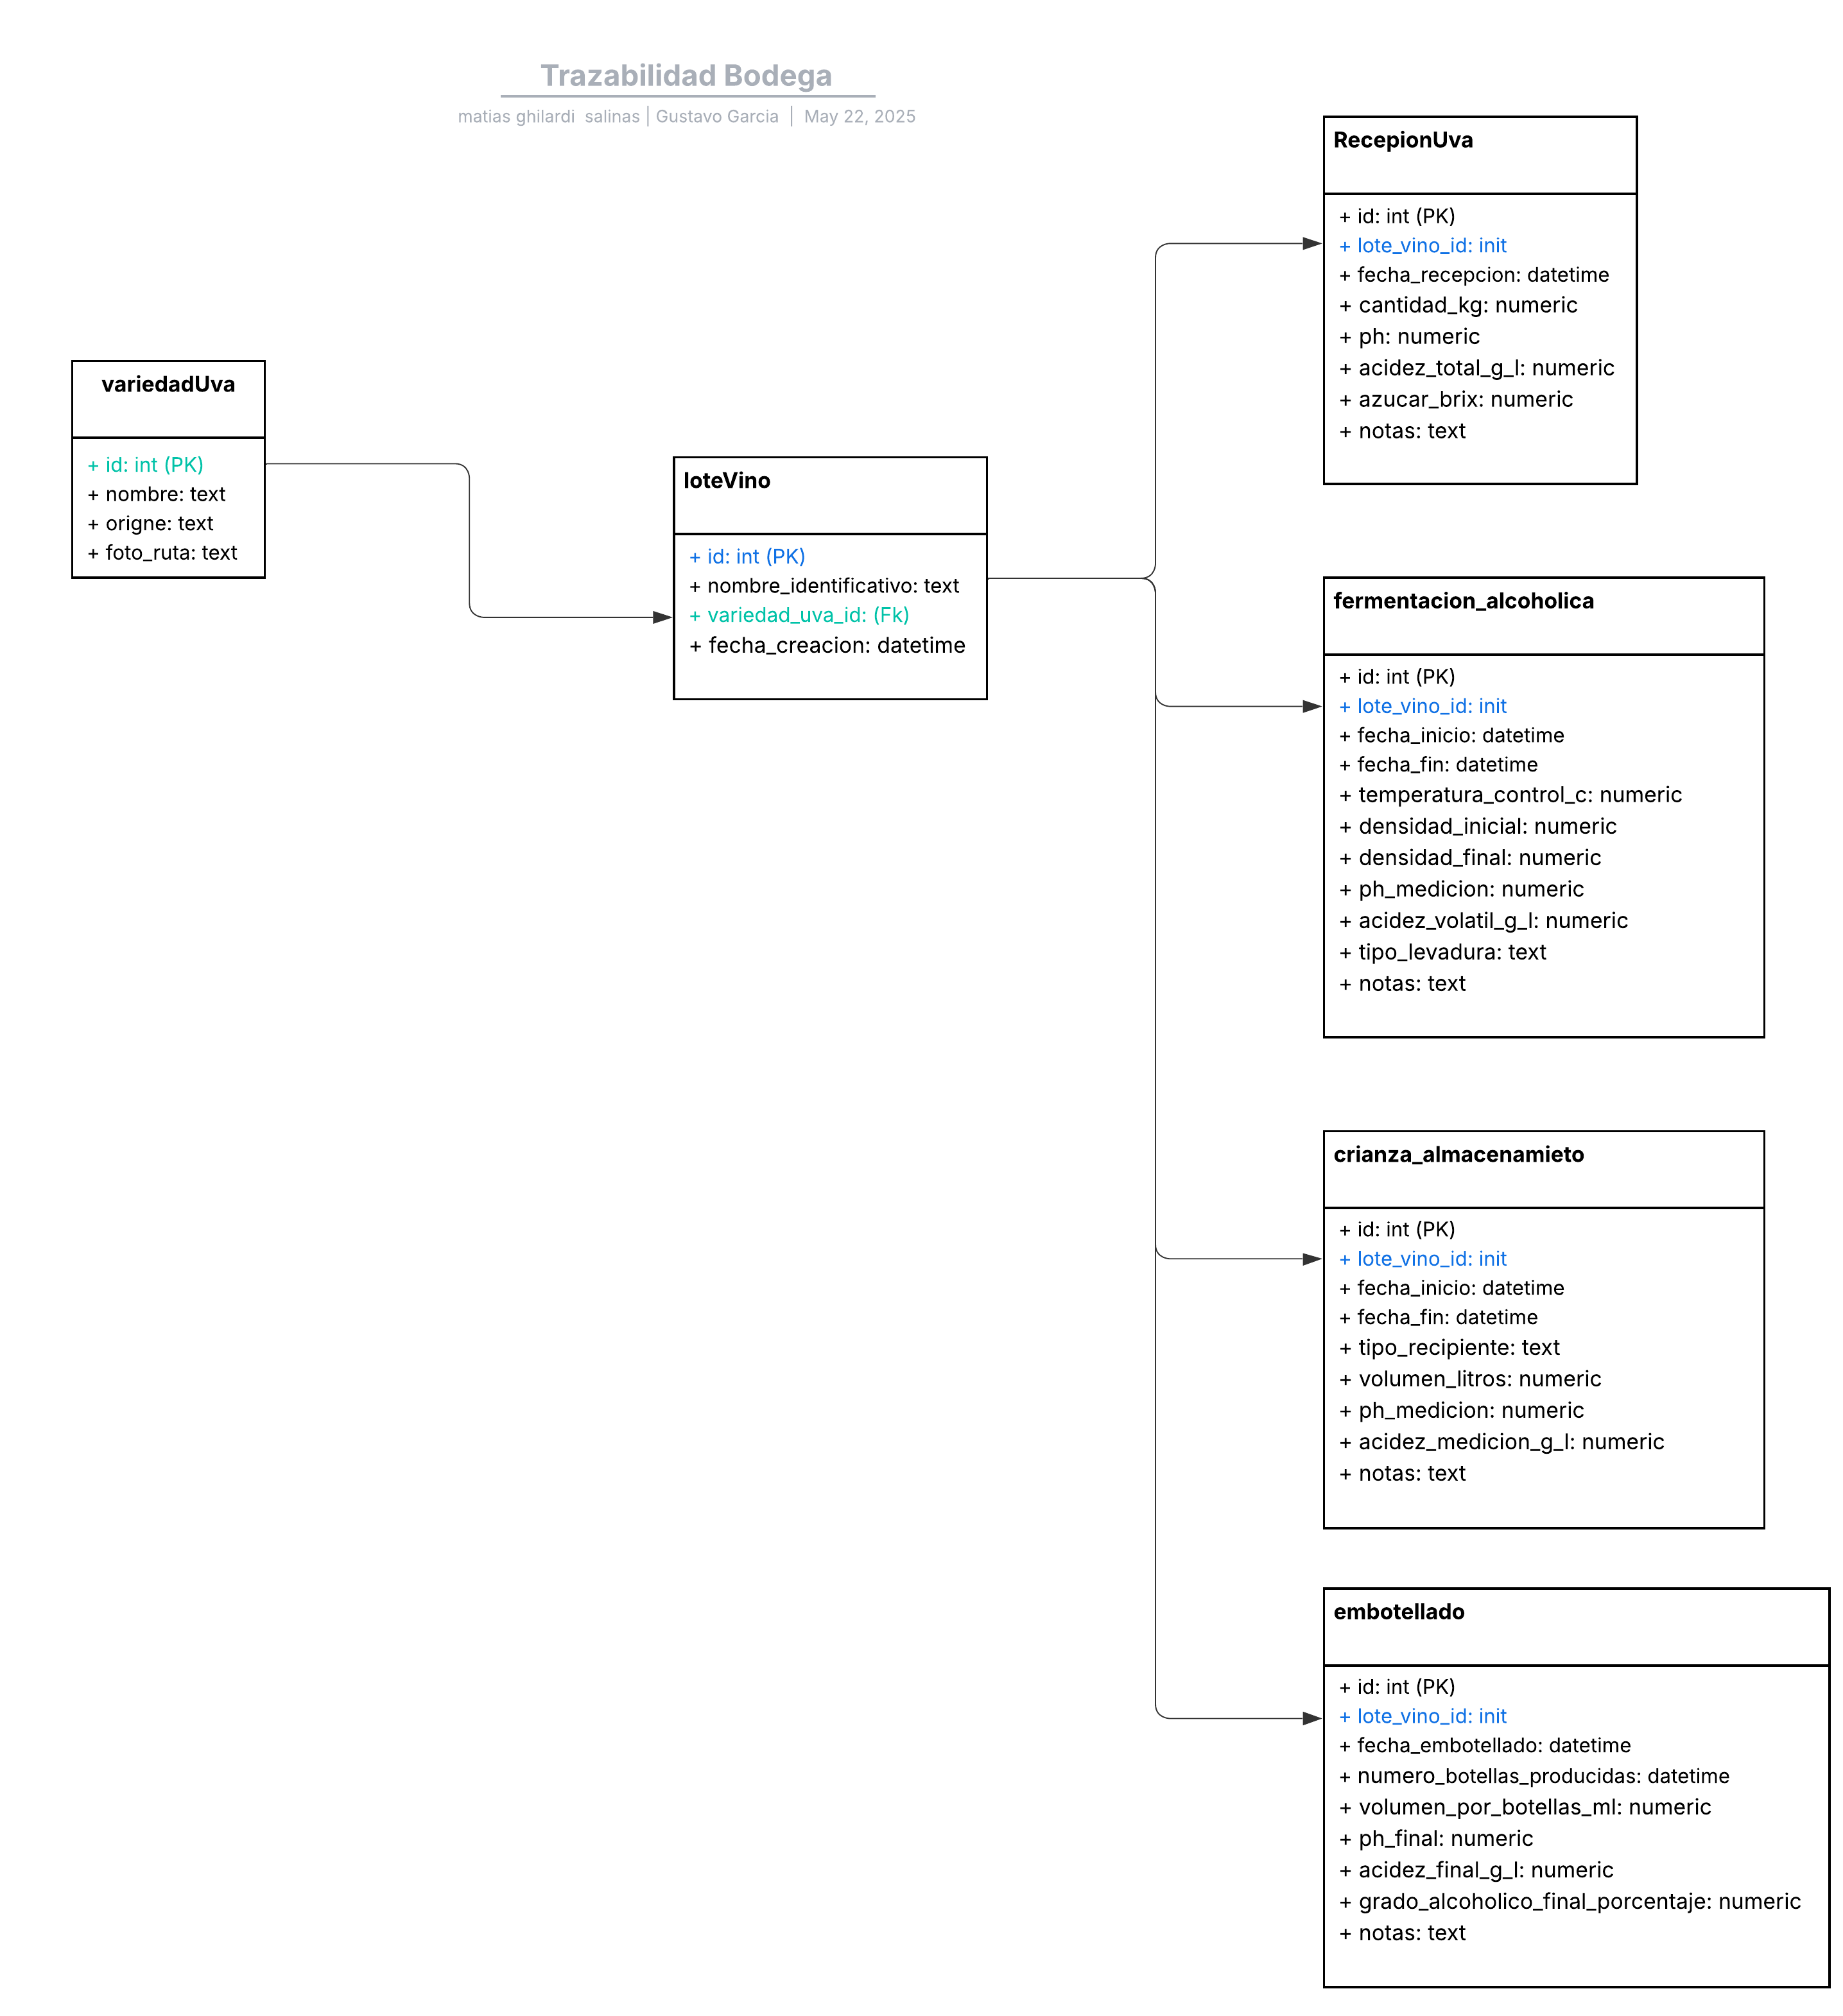 Trazabilidad Bodega
matias ghilardi  salinas | Gustavo Garcia | May 22, 2025
variedadUva
+ id: int (PK)
+ nombre: text
+ origne: text
+ foto_ruta: text
loteVino
+ id: int (PK)
+ nombre_identificativo: text
+ variedad_uva_id: (Fk)
+ fecha_creacion: datetime
RecepionUva
+ id: int (PK)
+ lote_vino_id: init
+ fecha_recepcion: datetime
+ cantidad_kg: numeric
+ ph: numeric
+ acidez_total_g_l: numeric
+ azucar_brix: numeric
+ notas: text
fermentacion_alcoholica
+ id: int (PK)
+ lote_vino_id: init
+ fecha_inicio: datetime
+ fecha_fin: datetime
+ temperatura_control_c: numeric
+ densidad_inicial: numeric
+ densidad_final: numeric
+ ph_medicion: numeric
+ acidez_volatil_g_l: numeric
+ tipo_levadura: text
+ notas: text
crianza_almacenamieto
+ id: int (PK)
+ lote_vino_id: init
+ fecha_inicio: datetime
+ fecha_fin: datetime
+ tipo_recipiente: text
+ volumen_litros: numeric
+ ph_medicion: numeric
+ acidez_medicion_g_l: numeric
+ notas: text
embotellado
+ id: int (PK)
+ lote_vino_id: init
+ fecha_embotellado: datetime
+ numero_botellas_producidas: datetime
+ volumen_por_botellas_ml: numeric
+ ph_final: numeric
+ acidez_final_g_l: numeric
+ grado_alcoholico_final_porcentaje: numeric
+ notas: text